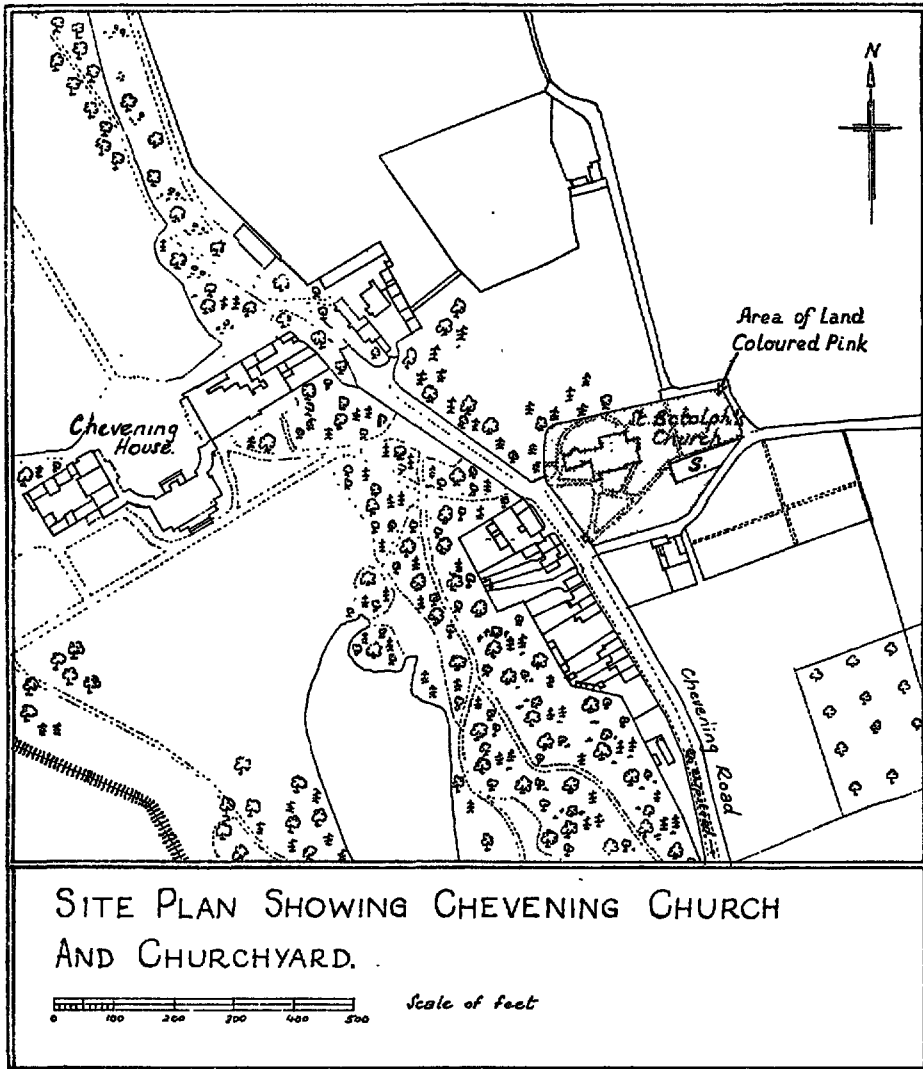 N
Area of Land
Coloured Pink
St. Botolph's
Church
S.
Chevening
House.
Chevening Road
SITE PLAN SHOWING CHEVENING CHURCH
AND CHURCHYARD.
0 100 200 300 400 500 Scale of feet